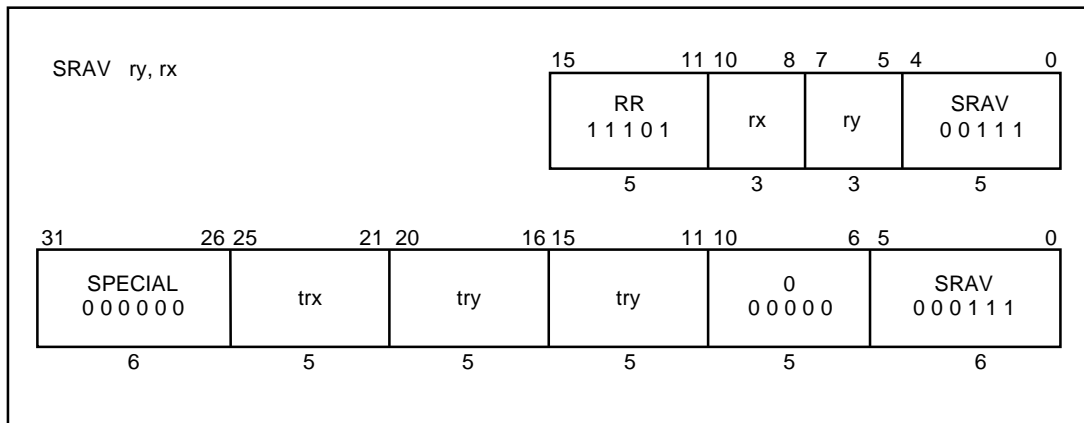 SRAV ry, rx
15 11 10 8 7 5 4 0
RR rx ry SRAV
1 1 1 0 1 0 0 1 1 1
5 3 3 5
31 26 25 21 20 16 15 11 10 6 5 0
SPECIAL trx try try 0 SRAV
0 0 0 0 0 0 0 0 0 0 0 0 0 0 1 1 1
6 5 5 5 5 6